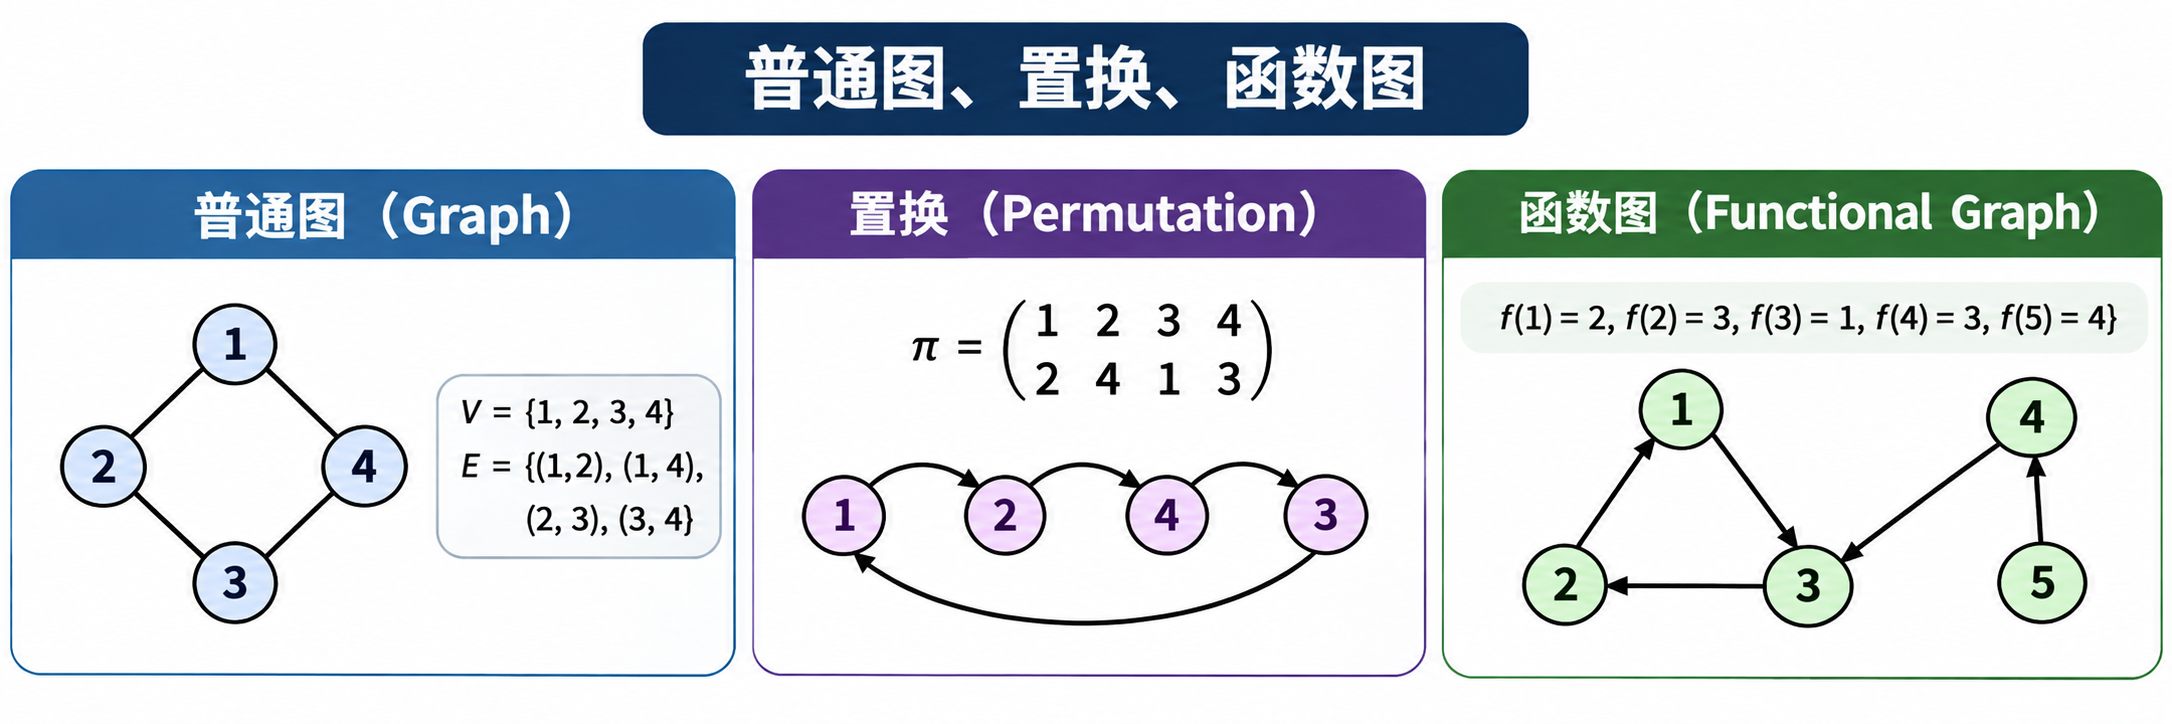 普通图、置换、函数图
普通图（Graph）
1
2
4
3
V = {1, 2, 3, 4}
E = {(1,2), (1, 4),
(2, 3), (3, 4}
置换（Permutation）
π = (1 2 3 4
2 4 1 3)
1 2 4 3
函数图（Functional Graph）
f(1) = 2, f(2) = 3, f(3) = 1, f(4) = 3, f(5) = 4}
1 4
2 3 5